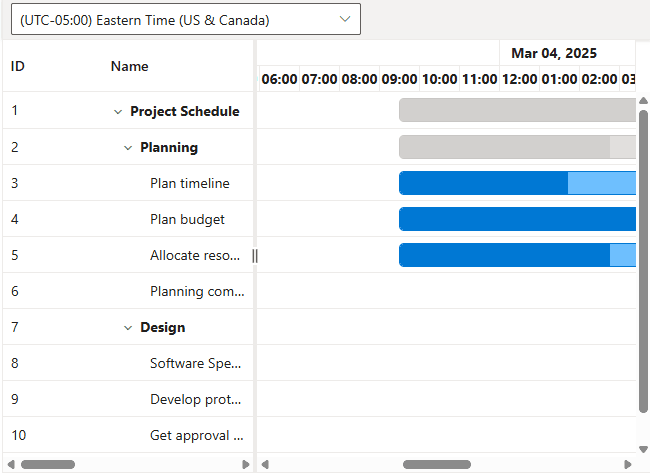 (UTC-05:00) Eastern Time (US & Canada)
ID Name Mar 04, 2025
06:00 07:00 08:00 09:00 10:00 11:00 12:00 01:00 02:00 03
1 Project Schedule
2 Planning
3 Plan timeline
4 Plan budget
5 Allocate reso...
6 Planning com...
7 Design
8 Software Spe...
9 Develop prot...
10 Get approval ...